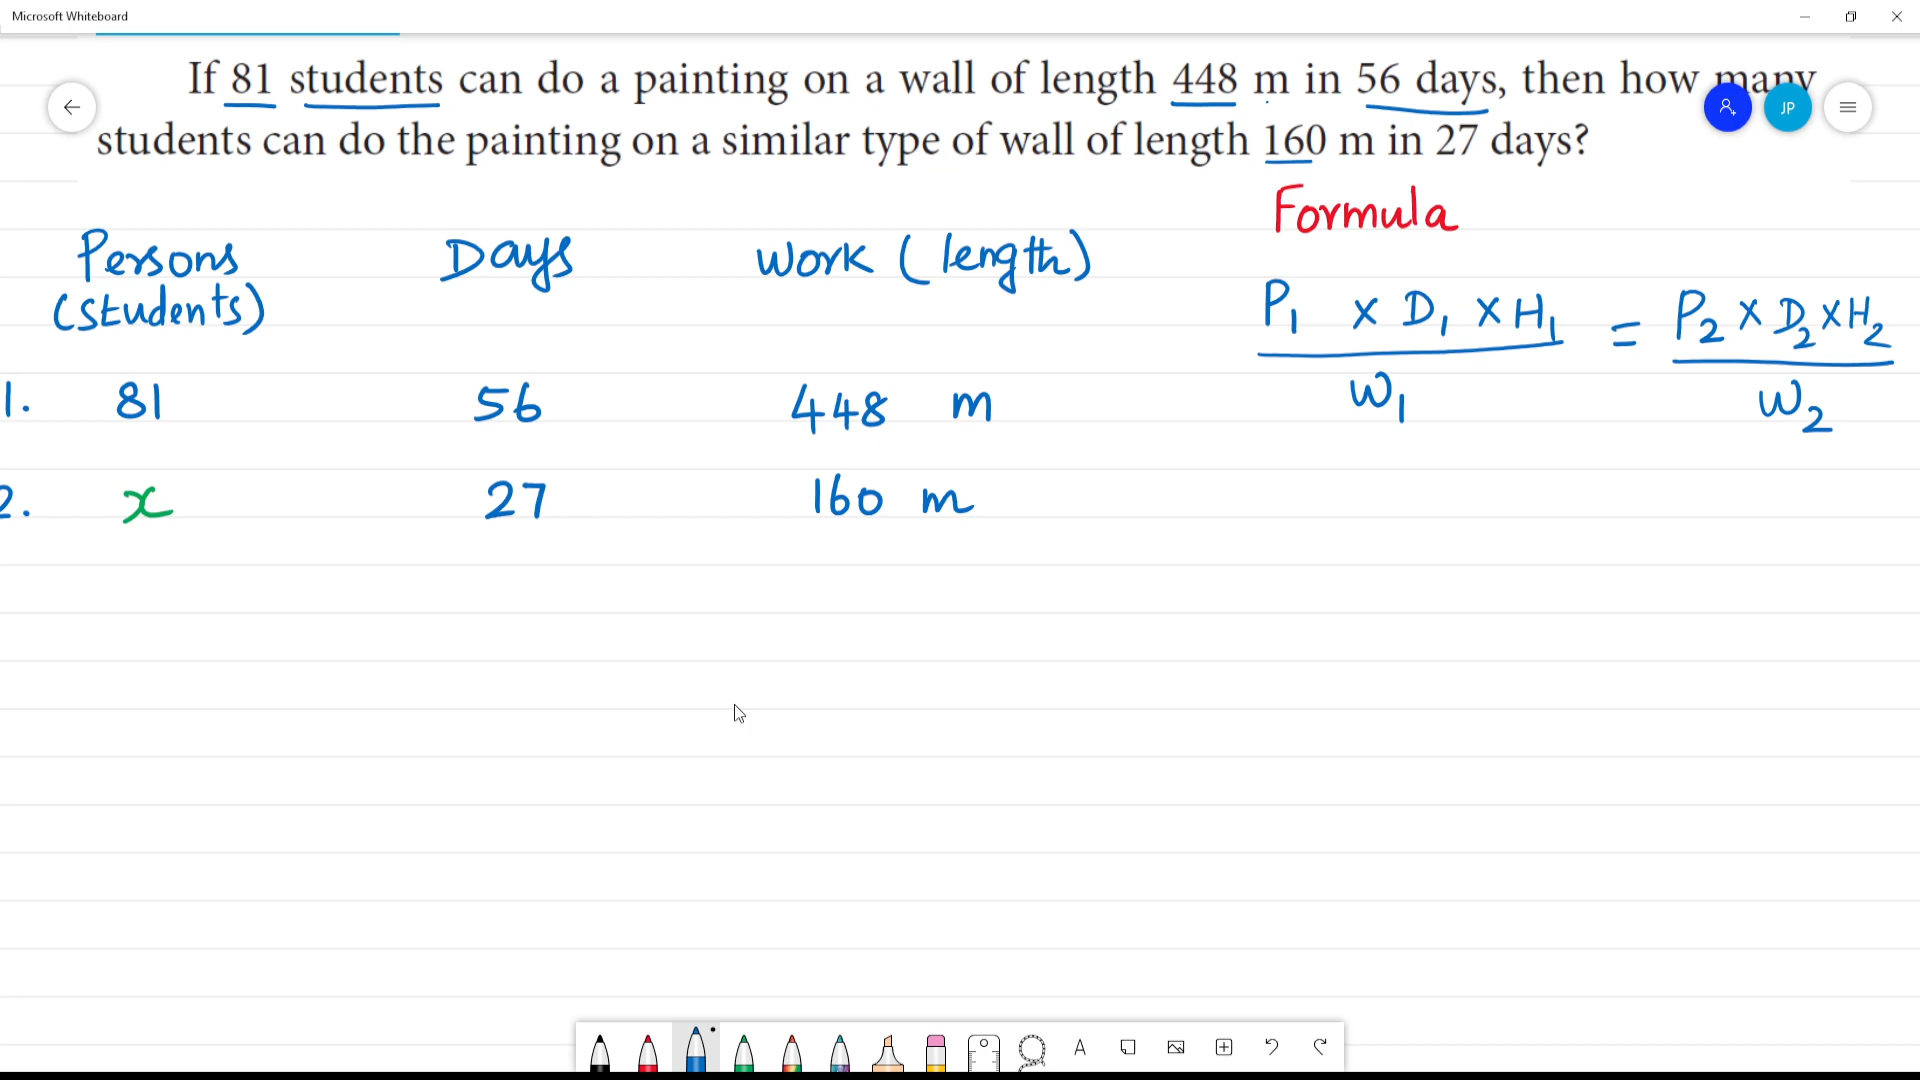 Microsoft Whiteboard
If 81 students can do a painting on a wall of length 448 m in 56 days, then how many
students can do the painting on a similar type of wall of length 160 m in 27 days?
JP
Formula
Persons Days Work (length)
(students)
P₁ x D₁ x H₁ = P₂ x D₂ x H₂
W₁ W₂
1. 81 56 448 m
2. x 27 160 m
A